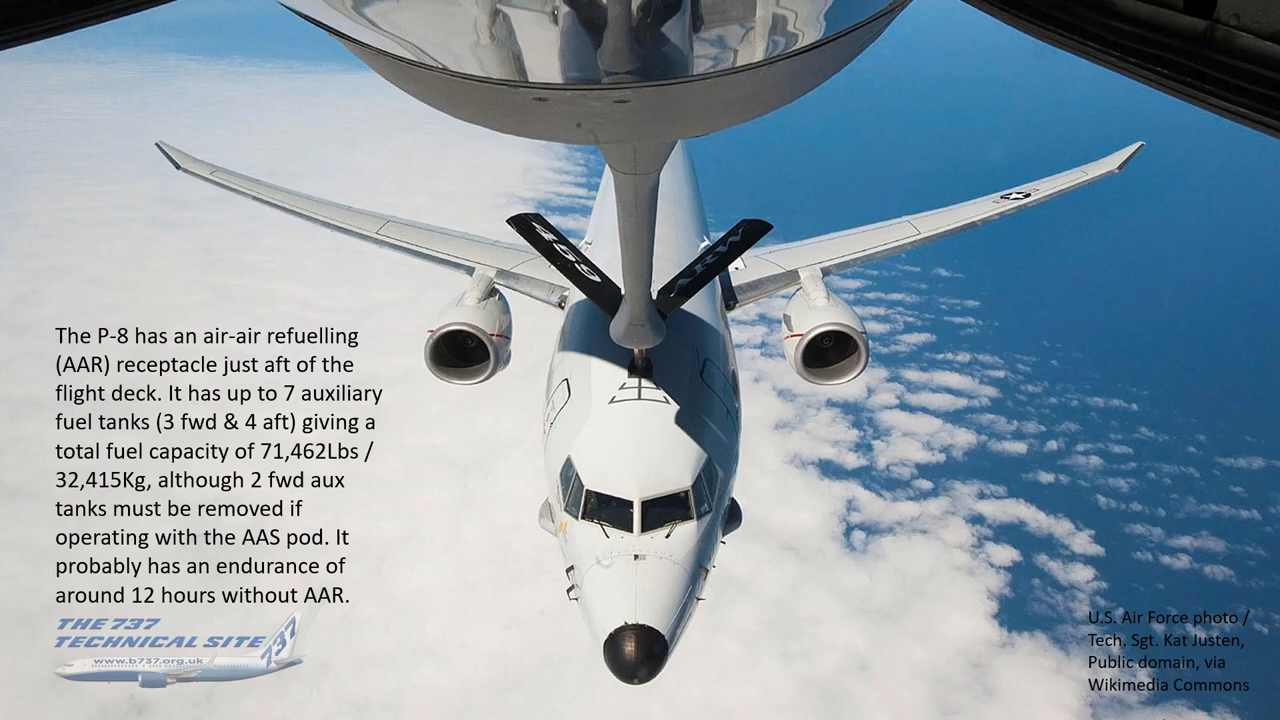 459
ARW
The P-8 has an air-air refuelling
(AAR) receptacle just aft of the
flight deck. It has up to 7 auxiliary
fuel tanks (3 fwd & 4 aft) giving a
total fuel capacity of 71,462Lbs /
32,415Kg, although 2 fwd aux
tanks must be removed if
operating with the AAS pod. It
probably has an endurance of
around 12 hours without AAR.
THE 737
TECHNICAL SITE
737
www.b737.org.uk
U.S. Air Force photo /
Tech. Sgt. Kat Justen,
Public domain, via
Wikimedia Commons